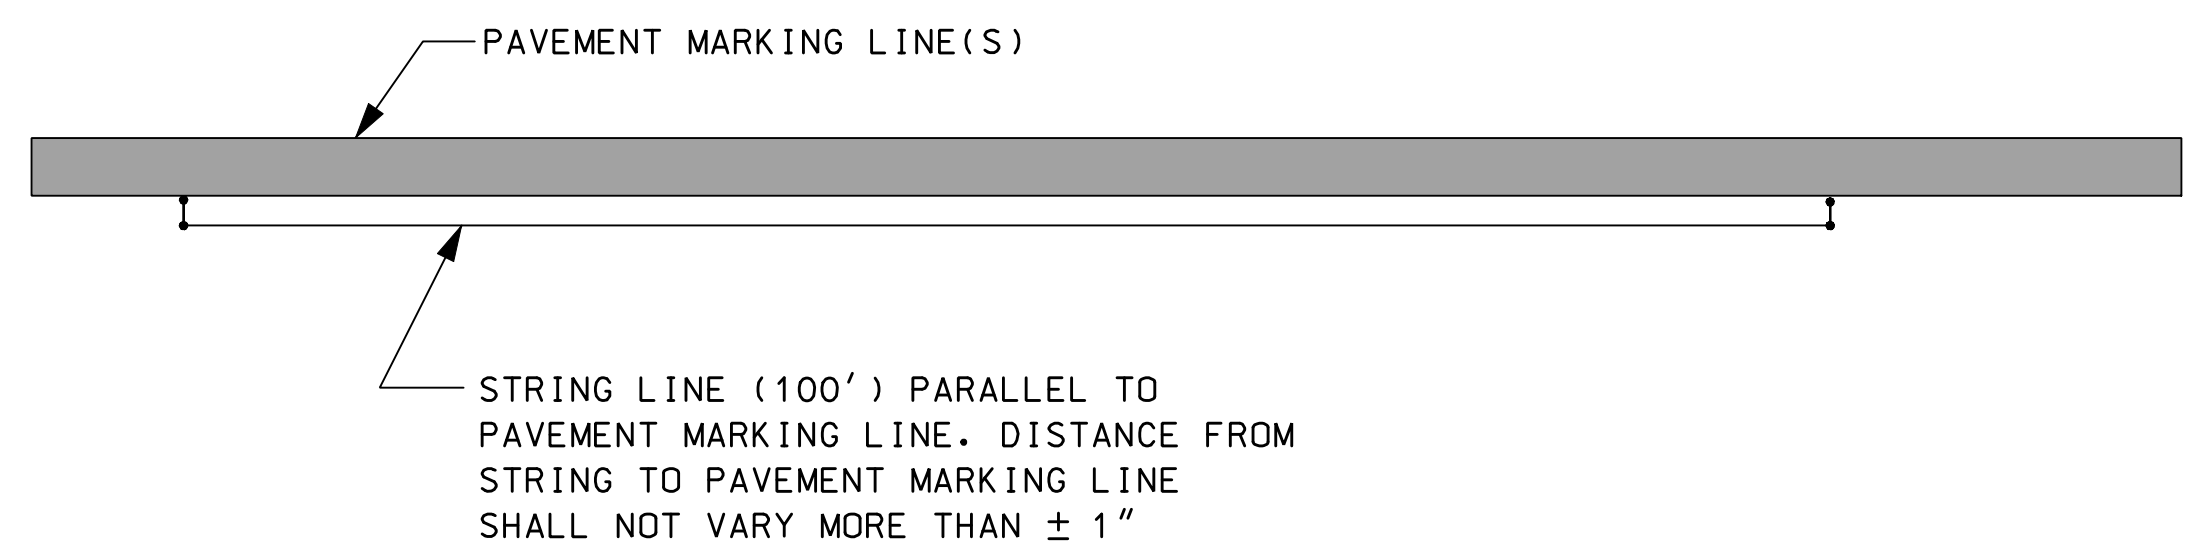 PAVEMENT MARKING LINE(S)
STRING LINE (100') PARALLEL TO
PAVEMENT MARKING LINE. DISTANCE FROM
STRING TO PAVEMENT MARKING LINE
SHALL NOT VARY MORE THAN ± 1"